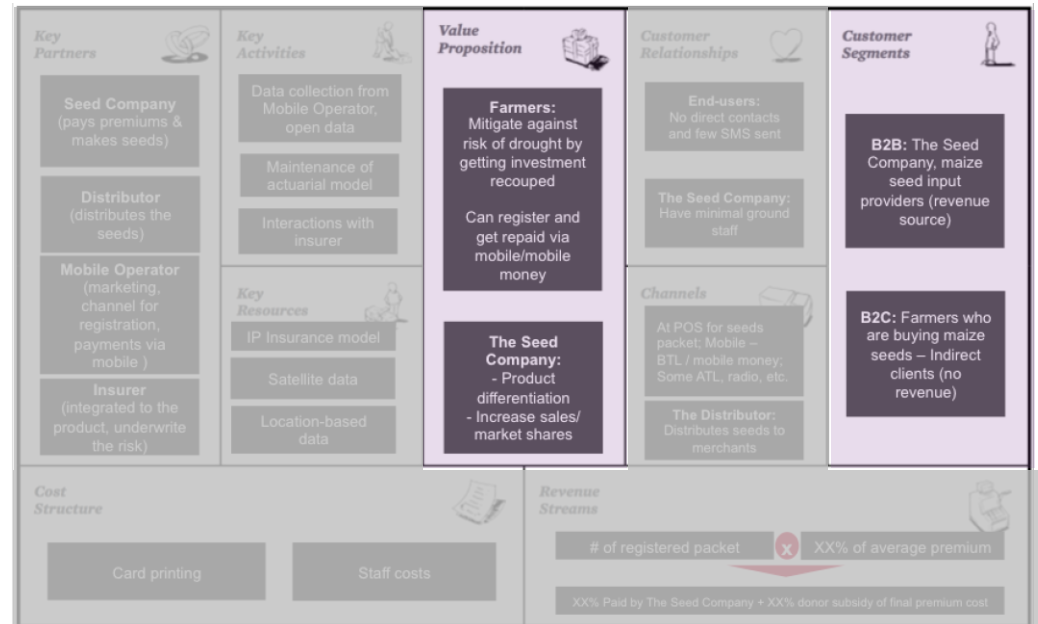 Key
Partners
Seed Company
(pays premiums &
makes seeds)
Distributor
(distributes the
seeds)
Mobile Operator
(marketing,
channel for
registration,
payments via
mobile )
Insurer
(integrated to the
product, underwrite
the risk)
Key
Activities
Data collection from
Mobile Operator,
open data
Maintenance of
actuarial model
Interactions with
insurer
Key
Resources
IP Insurance model
Satellite data
Location-based
data
Value
Proposition
Farmers:
Mitigate against
risk of drought by
getting investment
recouped
Can register and
get repaid via
mobile/mobile
money
The Seed
Company:
- Product
differentiation
- Increase sales/
market shares
Customer
Relationships
End-users:
No direct contacts
and few SMS sent
The Seed Company:
Have minimal ground
staff
Channels
At POS for seeds
packet; Mobile –
BTL / mobile money;
Some ATL, radio, etc.
The Distributor:
Distributes seeds to
merchants
Customer
Segments
B2B: The Seed
Company, maize
seed input
providers (revenue
source)
B2C: Farmers who
are buying maize
seeds – Indirect
clients (no
revenue)
Cost
Structure
Card printing
Staff costs
Revenue
Streams
# of registered packet
x
XX% of average premium
XX% Paid by The Seed Company + XX% donor subsidy of final premium cost